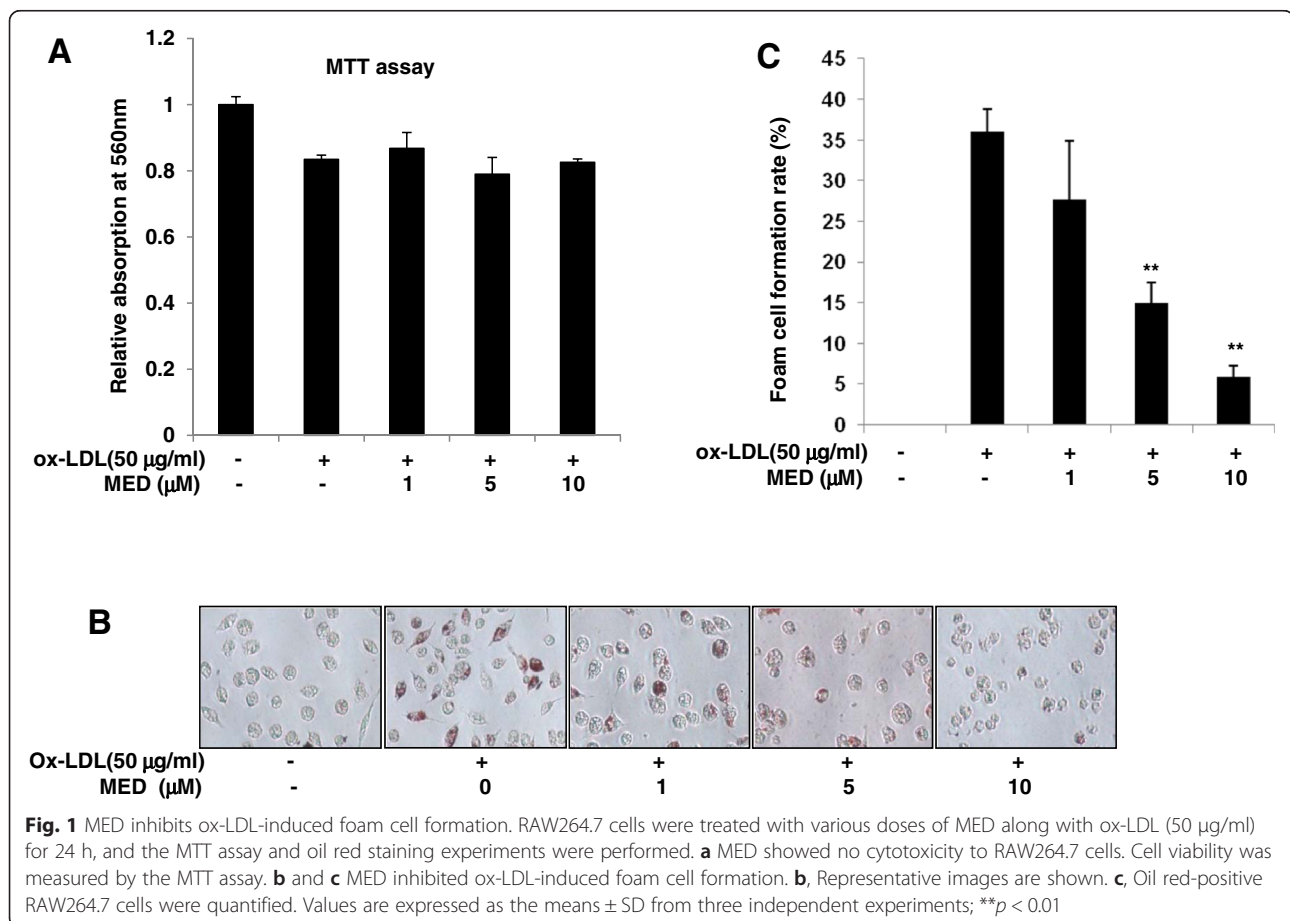 A
MTT assay
Relative absorption at 560nm
1.2
1
0.8
0.6
0.4
0.2
0
ox-LDL(50 µg/ml) - + + + +
MED (µM) - - 1 5 10
C
Foam cell formation rate (%)
45
40
35
30
25
20
15
10
5
0
**
**
ox-LDL(50 µg/ml) - + + + +
MED (µM) - - 1 5 10
B
Ox-LDL(50 µg/ml) - + + + +
MED (µM) - 0 1 5 10
Fig. 1 MED inhibits ox-LDL-induced foam cell formation. RAW264.7 cells were treated with various doses of MED along with ox-LDL (50 µg/ml)
for 24 h, and the MTT assay and oil red staining experiments were performed. a MED showed no cytotoxicity to RAW264.7 cells. Cell viability was
measured by the MTT assay. b and c MED inhibited ox-LDL-induced foam cell formation. b, Representative images are shown. c, Oil red-positive
RAW264.7 cells were quantified. Values are expressed as the means ± SD from three independent experiments; **p < 0.01